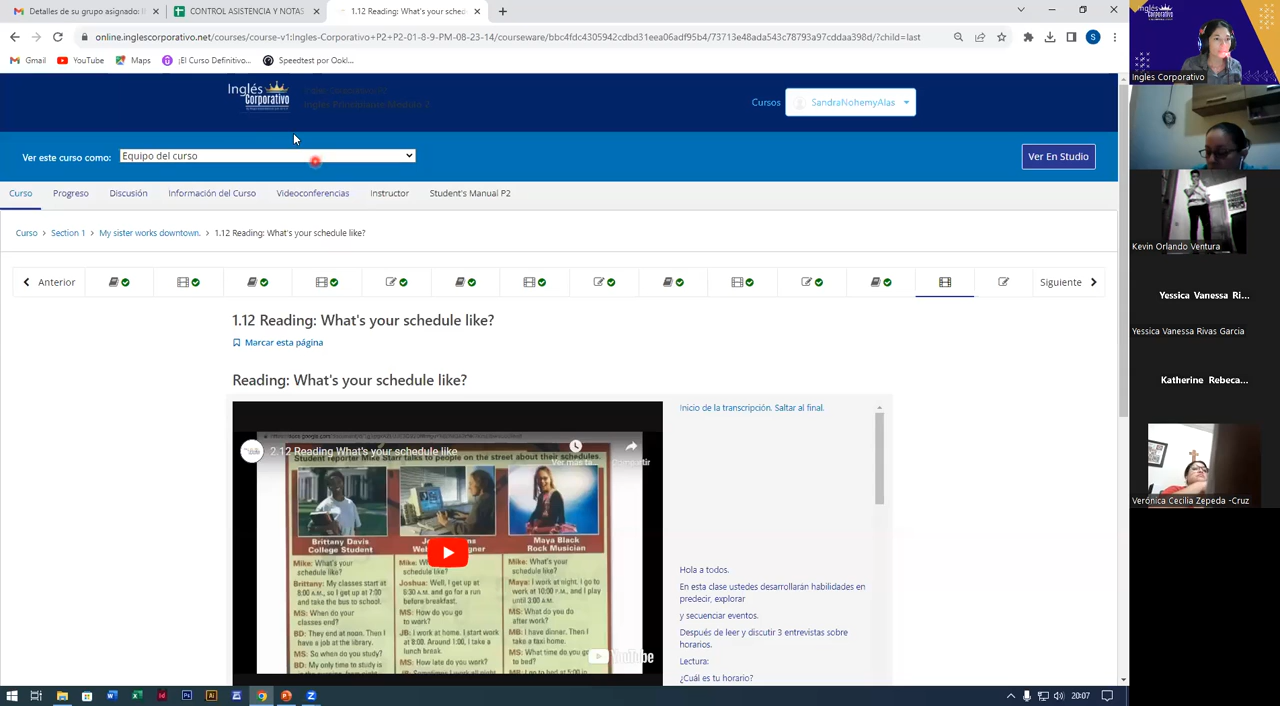 Detalles de su grupo asignado: I
CONTROL ASISTENCIA Y NOTAS
1.12 Reading: What's your sched
online.inglescorporativo.net/courses/course-v1:Ingles-Corporativo+P2+P2-01-8-9-PM-08-23-14/courseware/bbc4fdc4305942cdbd31eea06adf95b4/73713e48ada543c78793a97cddaa398d/?child=last
S
Gmail
YouTube
Maps
¡El Curso Definitivo...
Speedtest por Ookl...
Inglés
Corporativo
Cursos
SandraNohemyAlas
Ver este curso como:
Equipo del curso
Ver En Studio
Curso
Progreso
Discusión
Información del Curso
Videoconferencias
Instructor
Student's Manual P2
Curso > Section 1 > My sister works downtown. > 1.12 Reading: What's your schedule like?
Anterior
Siguiente
1.12 Reading: What's your schedule like?
Marcar esta página
Reading: What's your schedule like?
2.12 Reading What's your schedule like
Ver más te...
Compartir
Student reporter Mike Starr talks to people on the street about their schedules.
Brittany Davis
College Student
Maya Black
Rock Musician
Mike: What's your
schedule like?
Brittany: My classes start at
8:00 A.M., so I get up at 7:00
and take the bus to school.
MS: When do your
classes end?
BD: They end at noon. Then I
have a job at the library.
MS: So when do you study?
BD: My only time to study is
Joshua: Well, I get up at
6:30 A.M. and go for a run
before breakfast.
MS: How do you go
to work?
JB: I work at home. I start work
at 8:00. Around 1:00, I take a
lunch break.
MS: How late do you work?
Mike: What's your
schedule like?
Maya: I work at night. I go to
work at 10:00 P.M., and I play
until 3:00 A.M.
MS: What do you do
after work?
MB: I have dinner. Then I
take a taxi home.
MS: What time do you go
to bed?
YouTube
Inicio de la transcripción. Saltar al final.
Hola a todos.
En esta clase ustedes desarrollarán habilidades en
predecir, explorar
y secuenciar eventos.
Después de leer y discutir 3 entrevistas sobre
horarios.
Lectura:
¿Cuál es tu horario?
Inglés
Corporativo
Ingles Corporativo
Kevin Orlando Ventura
Yessica Vanessa Ri...
Yessica Vanessa Rivas Garcia
Katherine Rebeca...
Verónica Cecilia Zepeda -Cruz
20:07